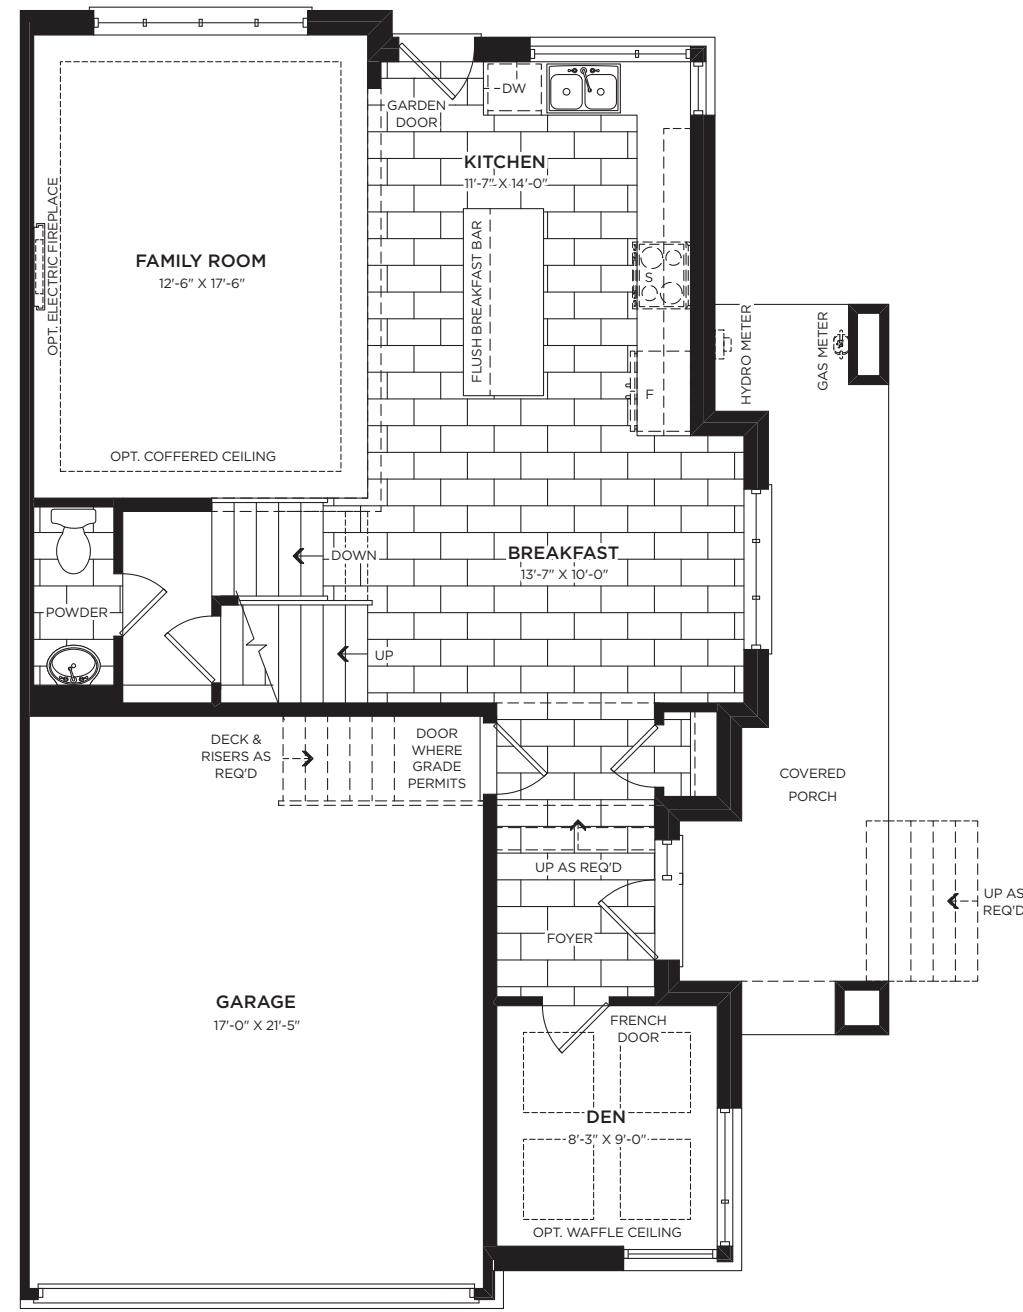 DW
GARDEN
DOOR
KITCHEN
11'-7" X 14'-0"
OPT. ELECTRIC FIREPLACE
FAMILY ROOM
12'-6" X 17'-6"
FLUSH BREAKFAST BAR
S
F
HYDRO METER
GAS METER
OPT. COFFERED CEILING
DOWN
BREAKFAST
13'-7" X 10'-0"
POWDER
UP
DECK &
RISERS AS
REQ'D
DOOR
WHERE
GRADE
PERMITS
COVERED
PORCH
UP AS REQ'D
UP AS
REQ'D
FOYER
GARAGE
17'-0" X 21'-5"
FRENCH
DOOR
DEN
8'-3" X 9'-0"
OPT. WAFFLE CEILING